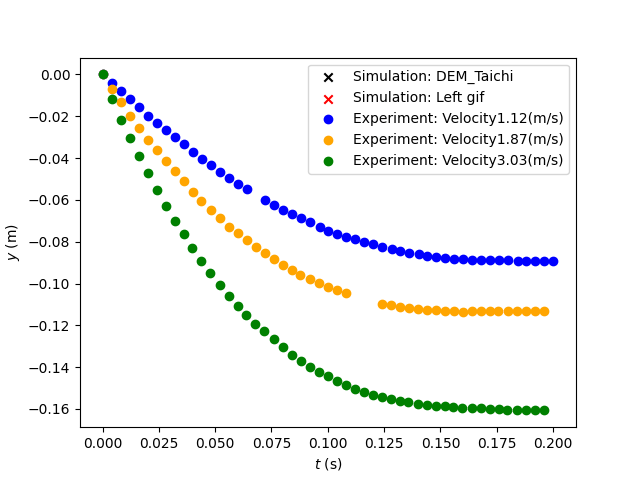 Simulation: DEM_Taichi
Simulation: Left gif
Experiment: Velocity1.12(m/s)
Experiment: Velocity1.87(m/s)
Experiment: Velocity3.03(m/s)
0.00
−0.02
−0.04
−0.06
−0.08
−0.10
−0.12
−0.14
−0.16
y (m)
0.000 0.025 0.050 0.075 0.100 0.125 0.150 0.175 0.200
t (s)